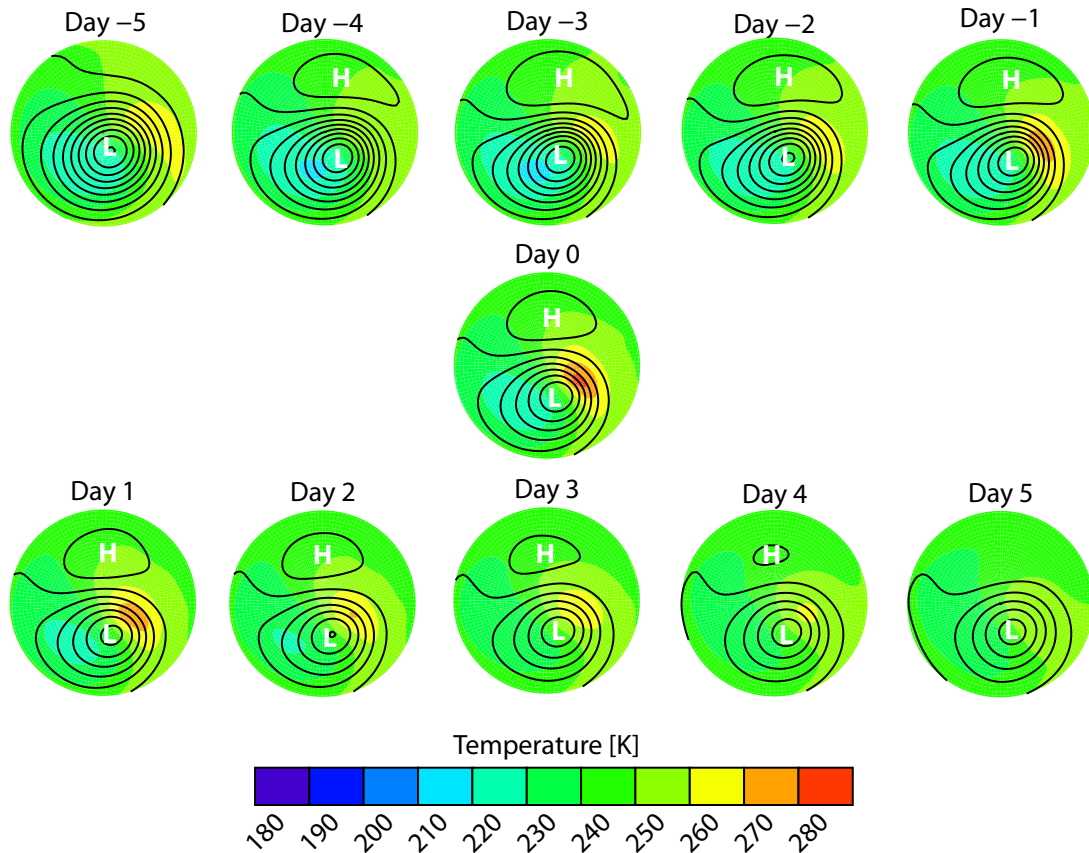 Day −5 Day −4 Day −3 Day −2 Day −1
H H H H
L L L L L
Day 0
H
L
Day 1 Day 2 Day 3 Day 4 Day 5
H H H H
L L L L L
Temperature [K]
180 190 200 210 220 230 240 250 260 270 280